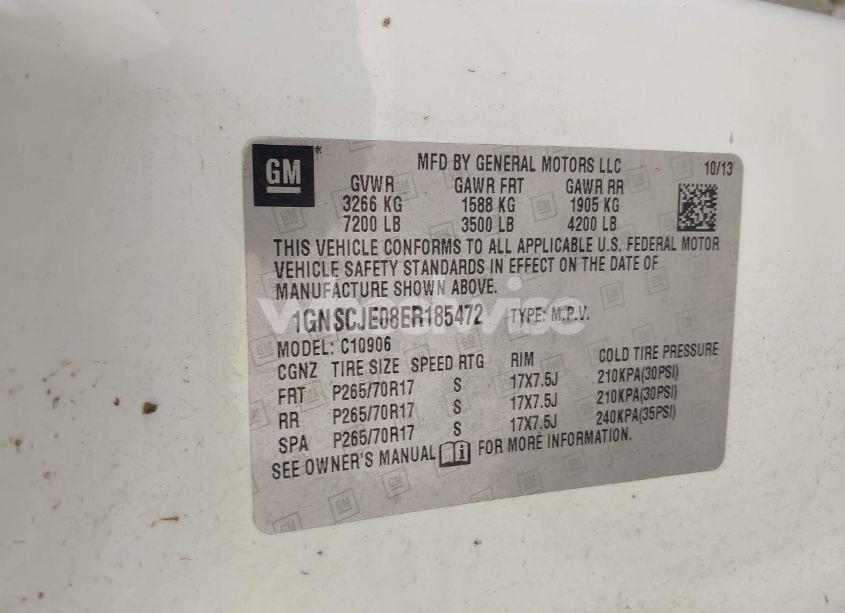 GM
MFD BY GENERAL MOTORS LLC 10/13
GVWR GAWR FRT GAWR RR
3266 KG 1588 KG 1905 KG
7200 LB 3500 LB 4200 LB
THIS VEHICLE CONFORMS TO ALL APPLICABLE U.S. FEDERAL MOTOR
VEHICLE SAFETY STANDARDS IN EFFECT ON THE DATE OF
MANUFACTURE SHOWN ABOVE.
1GNSCJE08ER185472 TYPE: M.P.V.
MODEL: C10906
CGNZ TIRE SIZE SPEED RTG RIM COLD TIRE PRESSURE
FRT P265/70R17 S 17X7.5J 210KPA(30PSI)
RR P265/70R17 S 17X7.5J 210KPA(30PSI)
SPA P265/70R17 S 17X7.5J 240KPA(35PSI)
SEE OWNER'S MANUAL FOR MORE INFORMATION.